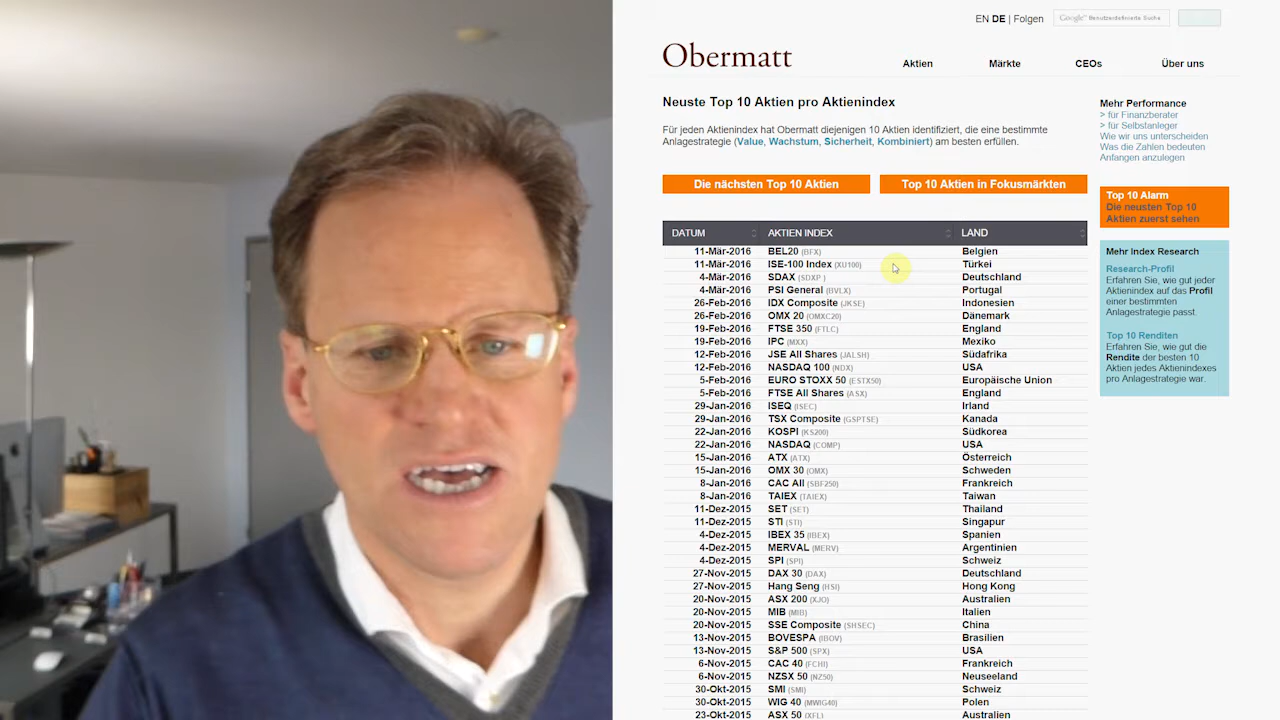 EN DE | Folgen
Google™ Benutzerdefinierte Suche
Obermatt
Aktien Märkte CEOs Über uns
Neuste Top 10 Aktien pro Aktienindex
Für jeden Aktienindex hat Obermatt diejenigen 10 Aktien identifiziert, die eine bestimmte
Anlagestrategie (Value, Wachstum, Sicherheit, Kombiniert) am besten erfüllen.
Die nächsten Top 10 Aktien
Top 10 Aktien in Fokusmärkten
DATUM AKTIEN INDEX LAND
11-Mär-2016 BEL20 (BFX) Belgien
11-Mär-2016 ISE-100 Index (XU100) Türkei
4-Mär-2016 SDAX (SDXP ) Deutschland
4-Mär-2016 PSI General (BVLX) Portugal
26-Feb-2016 IDX Composite (JKSE) Indonesien
26-Feb-2016 OMX 20 (OMXC20) Dänemark
19-Feb-2016 FTSE 350 (FTLC) England
19-Feb-2016 IPC (MXX) Mexiko
12-Feb-2016 JSE All Shares (JALSH) Südafrika
12-Feb-2016 NASDAQ 100 (NDX) USA
5-Feb-2016 EURO STOXX 50 (ESTX50) Europäische Union
5-Feb-2016 FTSE All Shares (ASX) England
29-Jan-2016 ISEQ (ISEC) Irland
29-Jan-2016 TSX Composite (GSPTSE) Kanada
22-Jan-2016 KOSPI (KS200) Südkorea
22-Jan-2016 NASDAQ (COMP) USA
15-Jan-2016 ATX (ATX) Österreich
15-Jan-2016 OMX 30 (OMX) Schweden
8-Jan-2016 CAC All (SBF250) Frankreich
8-Jan-2016 TAIEX (TAIEX) Taiwan
11-Dez-2015 SET (SET) Thailand
11-Dez-2015 STI (STI) Singapur
4-Dez-2015 IBEX 35 (IBEX) Spanien
4-Dez-2015 MERVAL (MERV) Argentinien
4-Dez-2015 SPI (SPI) Schweiz
27-Nov-2015 DAX 30 (DAX) Deutschland
27-Nov-2015 Hang Seng (HSI) Hong Kong
20-Nov-2015 ASX 200 (XJO) Australien
20-Nov-2015 MIB (MIB) Italien
20-Nov-2015 SSE Composite (SHSEC) China
13-Nov-2015 BOVESPA (IBOV) Brasilien
13-Nov-2015 S&P 500 (SPX) USA
6-Nov-2015 CAC 40 (FCHI) Frankreich
6-Nov-2015 NZSX 50 (NZ50) Neuseeland
30-Okt-2015 SMI (SMI) Schweiz
30-Okt-2015 WIG 40 (MWIG40) Polen
23-Okt-2015 ASX 50 (XFL) Australien
Mehr Performance
> für Finanzberater
> für Selbstanleger
Wie wir uns unterscheiden
Was die Zahlen bedeuten
Anfangen anzulegen
Top 10 Alarm
Die neusten Top 10
Aktien zuerst sehen
Mehr Index Research
Research-Profil
Erfahren Sie, wie gut jeder
Aktienindex auf das Profil
einer bestimmten
Anlagestrategie passt.
Top 10 Renditen
Erfahren Sie, wie gut die
Rendite der besten 10
Aktien jedes Aktienindexes
pro Anlagestrategie war.